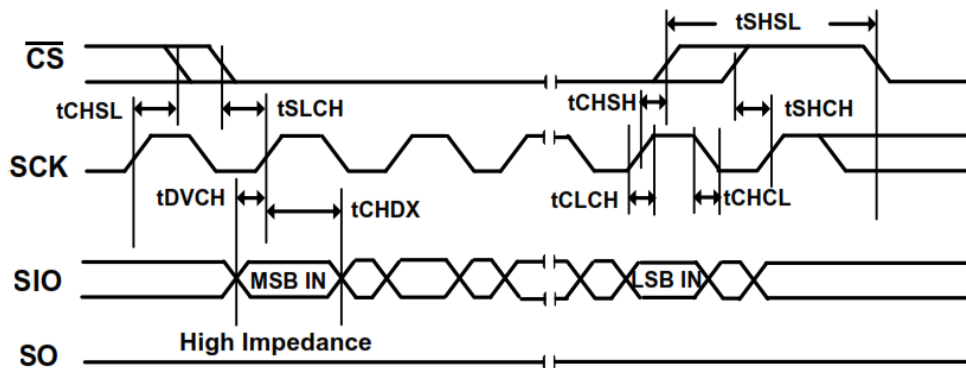 tSHSL
CS
tCHSL
tSLCH
tCHSH
tSHCH
SCK
tDVCH
tCHDX
tCLCH
tCHCL
SIO
MSB IN
LSB IN
High Impedance
SO